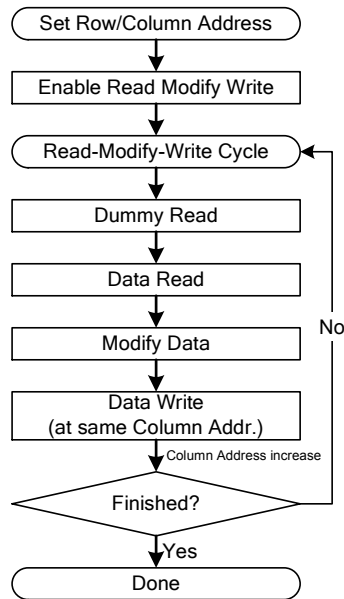 Set Row/Column Address
Enable Read Modify Write
Read-Modify-Write Cycle
Dummy Read
Data Read
Modify Data
No
Data Write
(at same Column Addr.)
Column Address increase
Finished?
Yes
Done